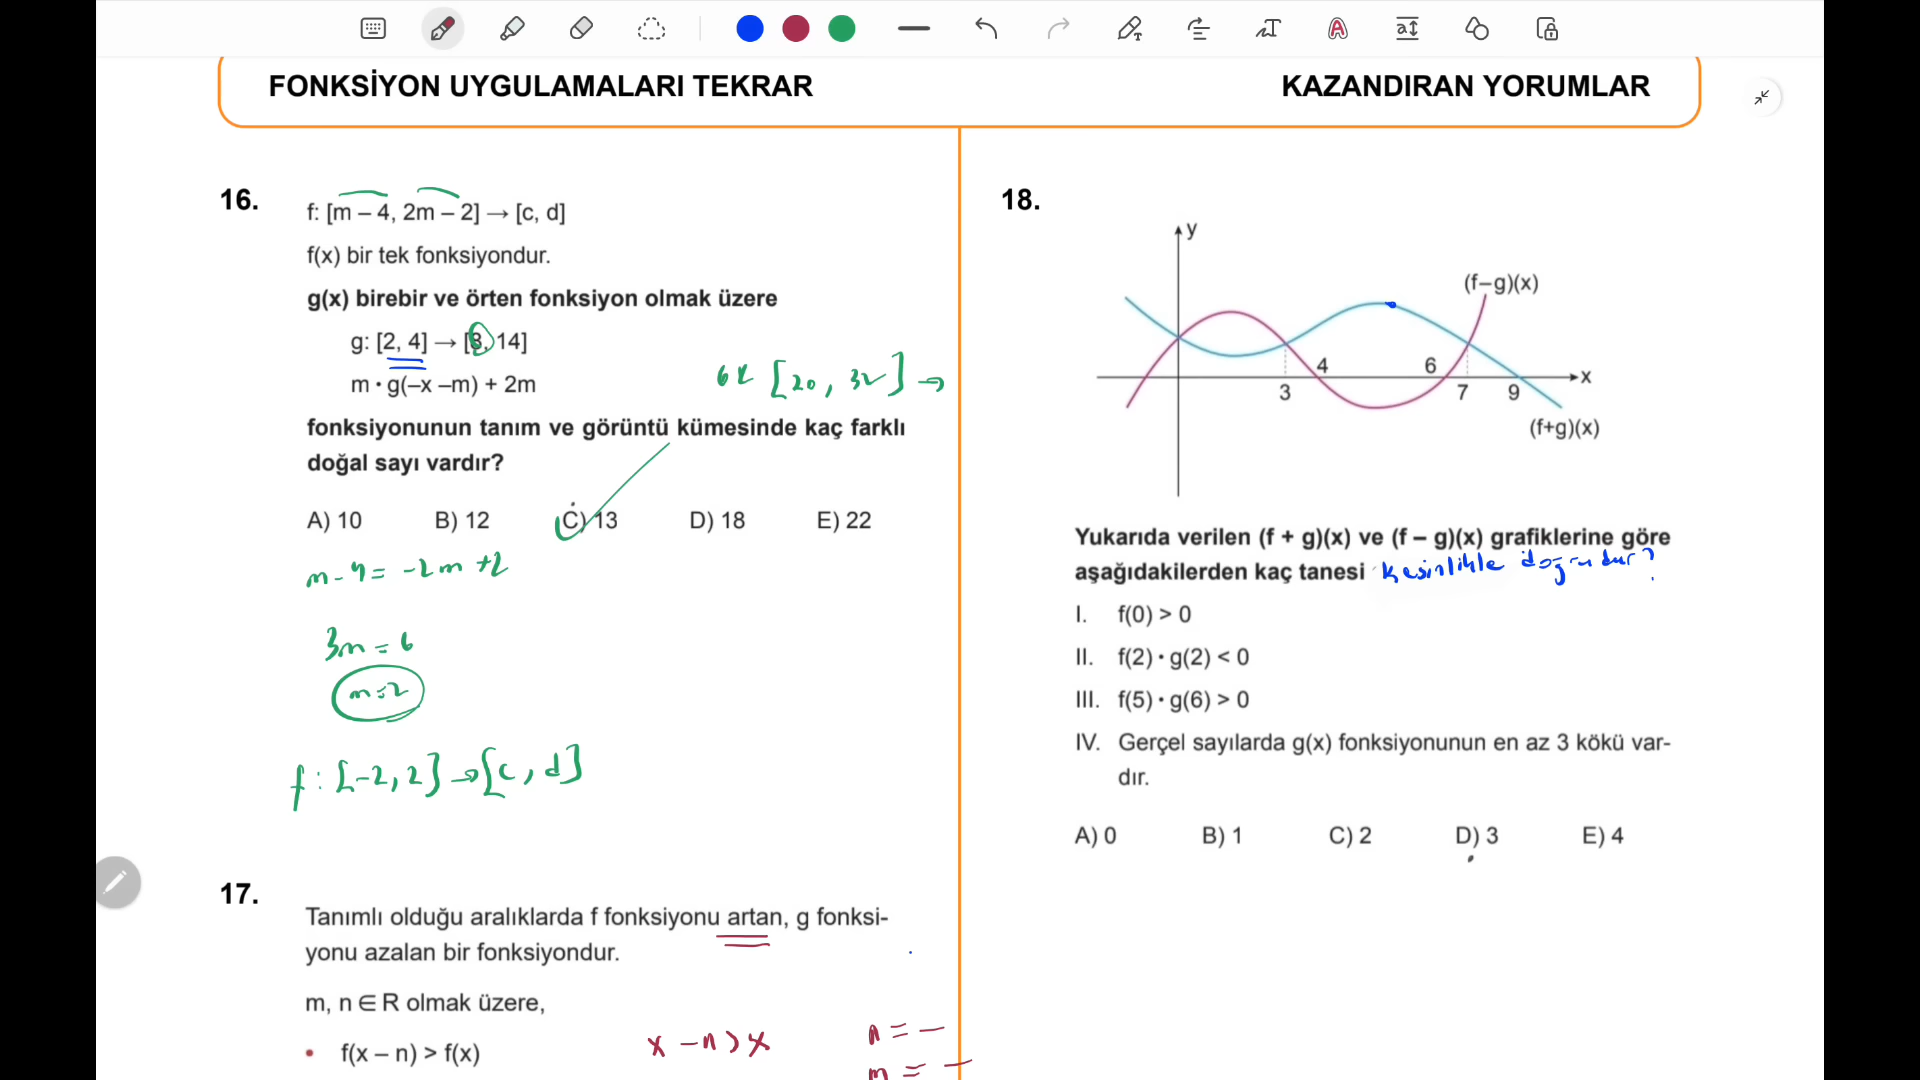 FONKSİYON UYGULAMALARI TEKRAR
KAZANDIRAN YORUMLAR
16.
f: [m – 4, 2m – 2] → [c, d]
f(x) bir tek fonksiyondur.
g(x) birebir ve örten fonksiyon olmak üzere
g: [2, 4] → [8, 14]
m · g(–x –m) + 2m
[20, 32] →
fonksiyonunun tanım ve görüntü kümesinde kaç farklı
doğal sayı vardır?
A) 10 B) 12 C) 13 D) 18 E) 22
m - 4 = -2m + 2
3m = 6
m = 2
f: [-2, 2] → [c, d]
17.
Tanımlı olduğu aralıklarda f fonksiyonu artan, g fonksi-
yonu azalan bir fonksiyondur.
m, n ∈ R olmak üzere,
• f(x – n) > f(x)
x - n > x
n = -
m = -
18.
y
(f–g)(x)
4
6
x
3
7
9
(f+g)(x)
Yukarıda verilen (f + g)(x) ve (f – g)(x) grafiklerine göre
aşağıdakilerden kaç tanesi kesinlikle doğrudur?
I. f(0) > 0
II. f(2) · g(2) < 0
III. f(5) · g(6) > 0
IV. Gerçel sayılarda g(x) fonksiyonunun en az 3 kökü var-
dır.
A) 0 B) 1 C) 2 D) 3 E) 4